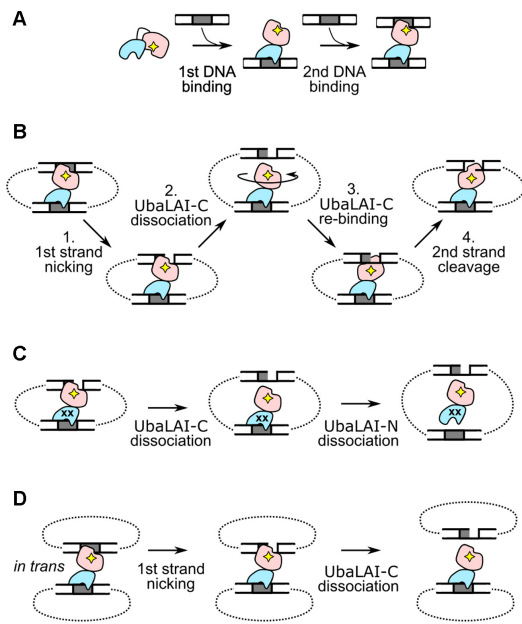 A
1st DNA
binding
2nd DNA
binding
B
1.
1st strand
nicking
2.
UbaLAI-C
dissociation
3.
UbaLAI-C
re-binding
4.
2nd strand
cleavage
C
xx
UbaLAI-C
dissociation
xx
UbaLAI-N
dissociation
xx
D
in trans
1st strand
nicking
UbaLAI-C
dissociation